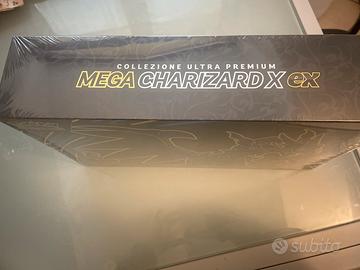 COLLEZIONE ULTRA PREMIUM
MEGA CHARIZARD X ex
subito